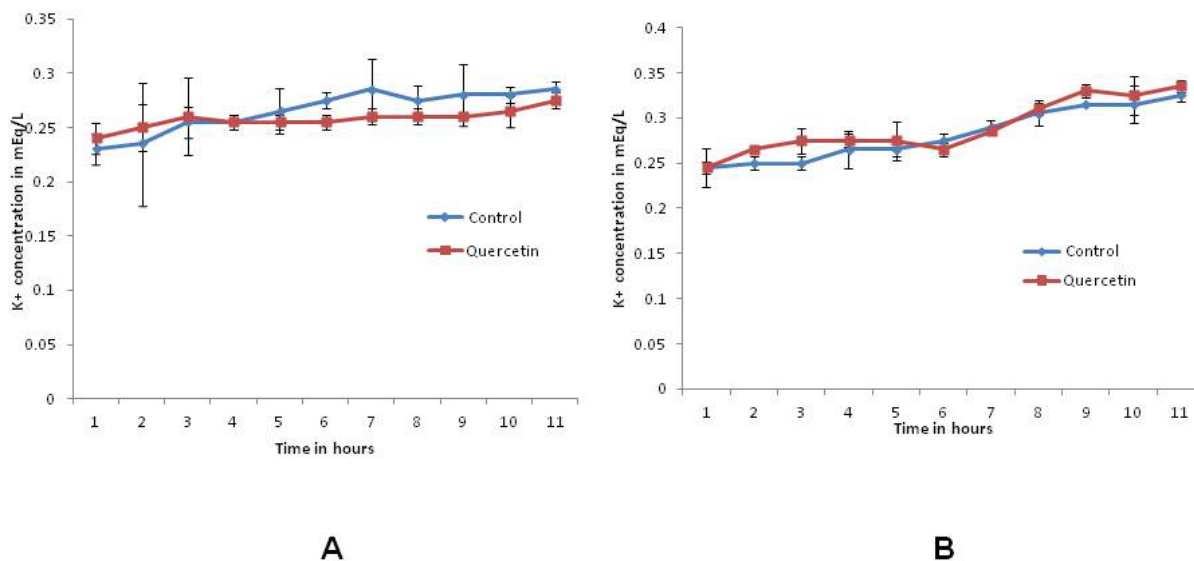 0.35
0.3
0.25
0.2
0.15
0.1
0.05
0
K+ concentration in mEq/L
1 2 3 4 5 6 7 8 9 10 11
Time in hours
Control
Quercetin
A
0.4
0.35
0.3
0.25
0.2
0.15
0.1
0.05
0
K+ concentration in mEq/L
1 2 3 4 5 6 7 8 9 10 11
Time in hours
Control
Quercetin
B